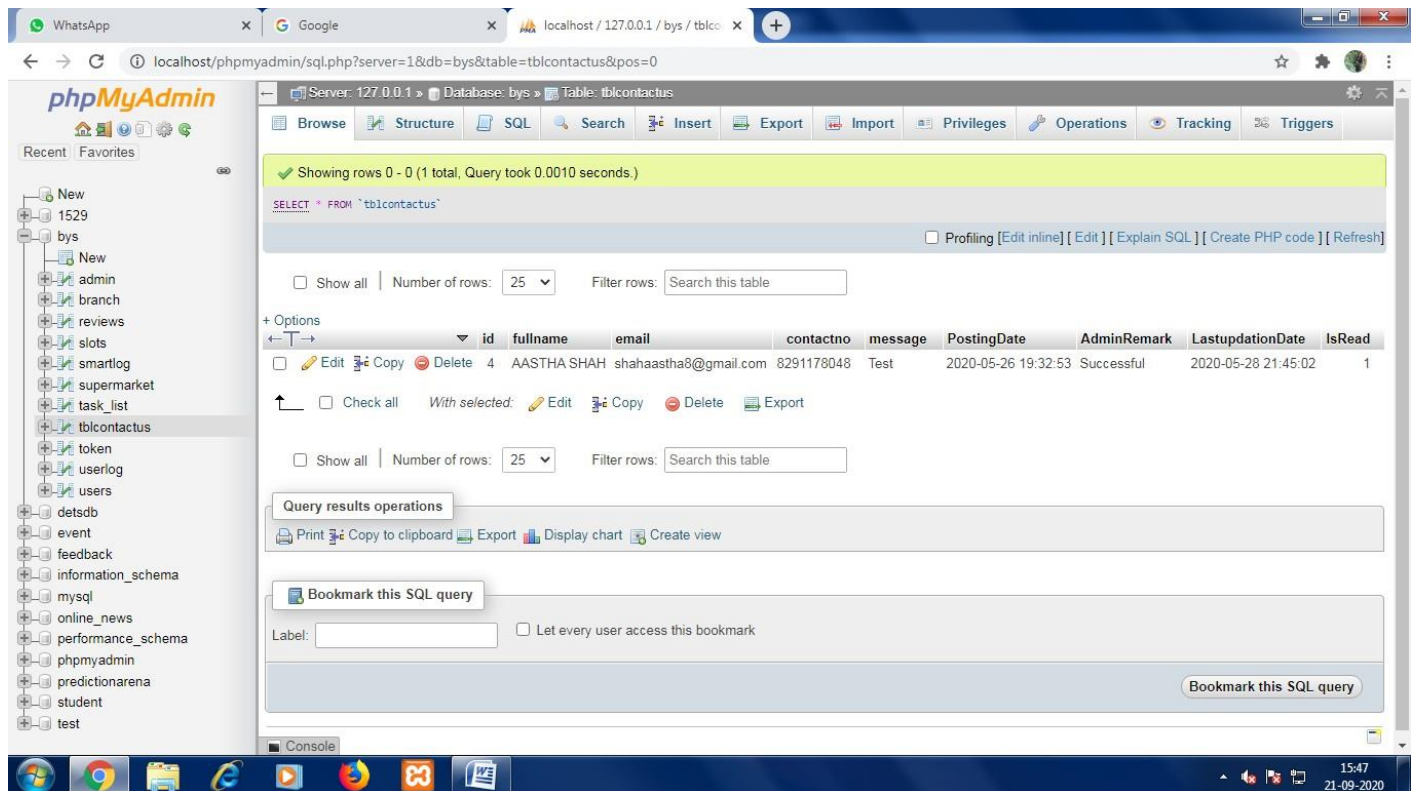 WhatsApp
Google
localhost / 127.0.0.1 / bys / tblco
localhost/phpmyadmin/sql.php?server=1&db=bys&table=tblcontactus&pos=0
phpMyAdmin
Recent Favorites
New
1529
bys
New
admin
branch
reviews
slots
smartlog
supermarket
task_list
tblcontactus
token
userlog
users
detsdb
event
feedback
information_schema
mysql
online_news
performance_schema
phpmyadmin
predictionarena
student
test
Server: 127.0.0.1 » Database: bys » Table: tblcontactus
Browse Structure SQL Search Insert Export Import Privileges Operations Tracking Triggers
Showing rows 0 - 0 (1 total, Query took 0.0010 seconds.)
SELECT * FROM `tblcontactus`
Profiling [Edit inline] [ Edit ] [ Explain SQL ] [ Create PHP code ] [ Refresh]
Show all Number of rows: 25 Filter rows: Search this table
+ Options
id fullname email contactno message PostingDate AdminRemark LastupdationDate IsRead
Edit Copy Delete 4 AASTHA SHAH shahaastha8@gmail.com 8291178048 Test 2020-05-26 19:32:53 Successful 2020-05-28 21:45:02 1
Check all With selected: Edit Copy Delete Export
Show all Number of rows: 25 Filter rows: Search this table
Query results operations
Print Copy to clipboard Export Display chart Create view
Bookmark this SQL query
Label: Let every user access this bookmark
Bookmark this SQL query
Console
15:47
21-09-2020